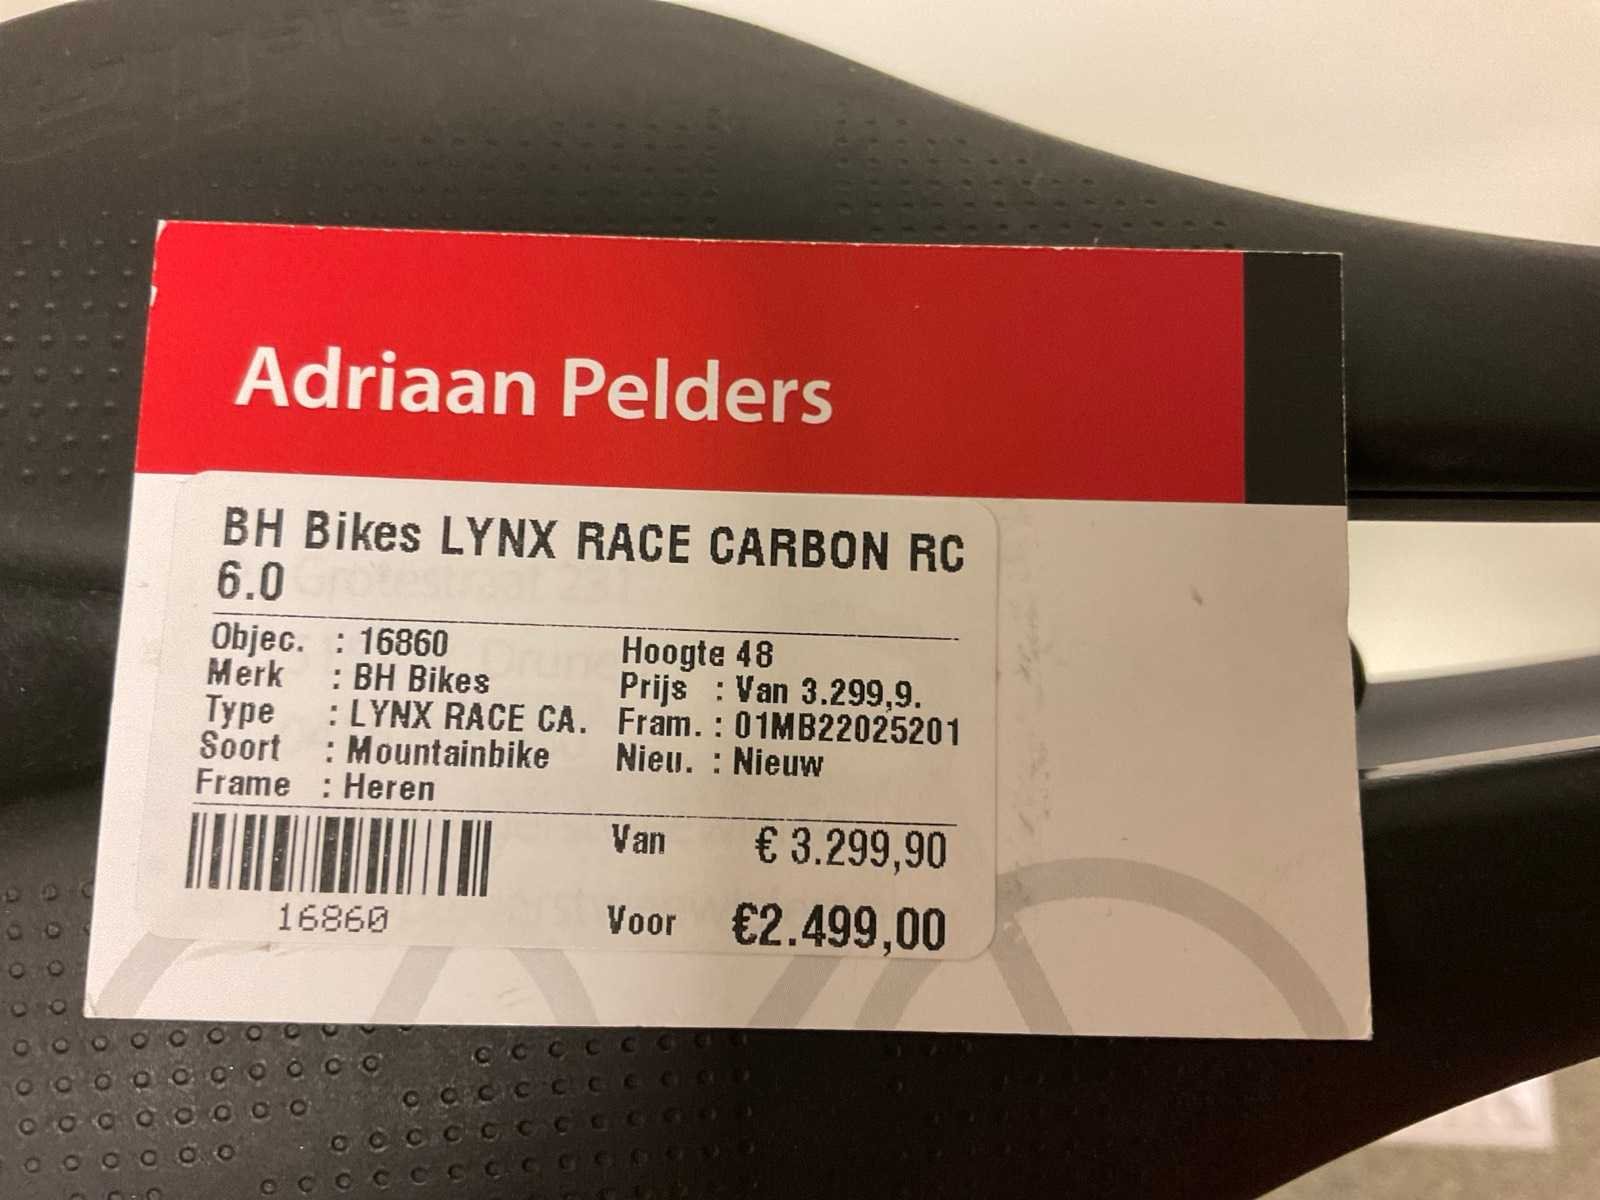 Adriaan Pelders
BH Bikes LYNX RACE CARBON RC
6.0
Grotestraat 231
Objec. : 16860
Merk : BH Bikes
Type : LYNX RACE CA.
Soort : Mountainbike
Frame : Heren
Hoogte 48
Prijs : Van 3.299,9.
Fram. : 01MB22025201
Nieu. : Nieuw
Van € 3.299,90
Voor €2.499,00
16860